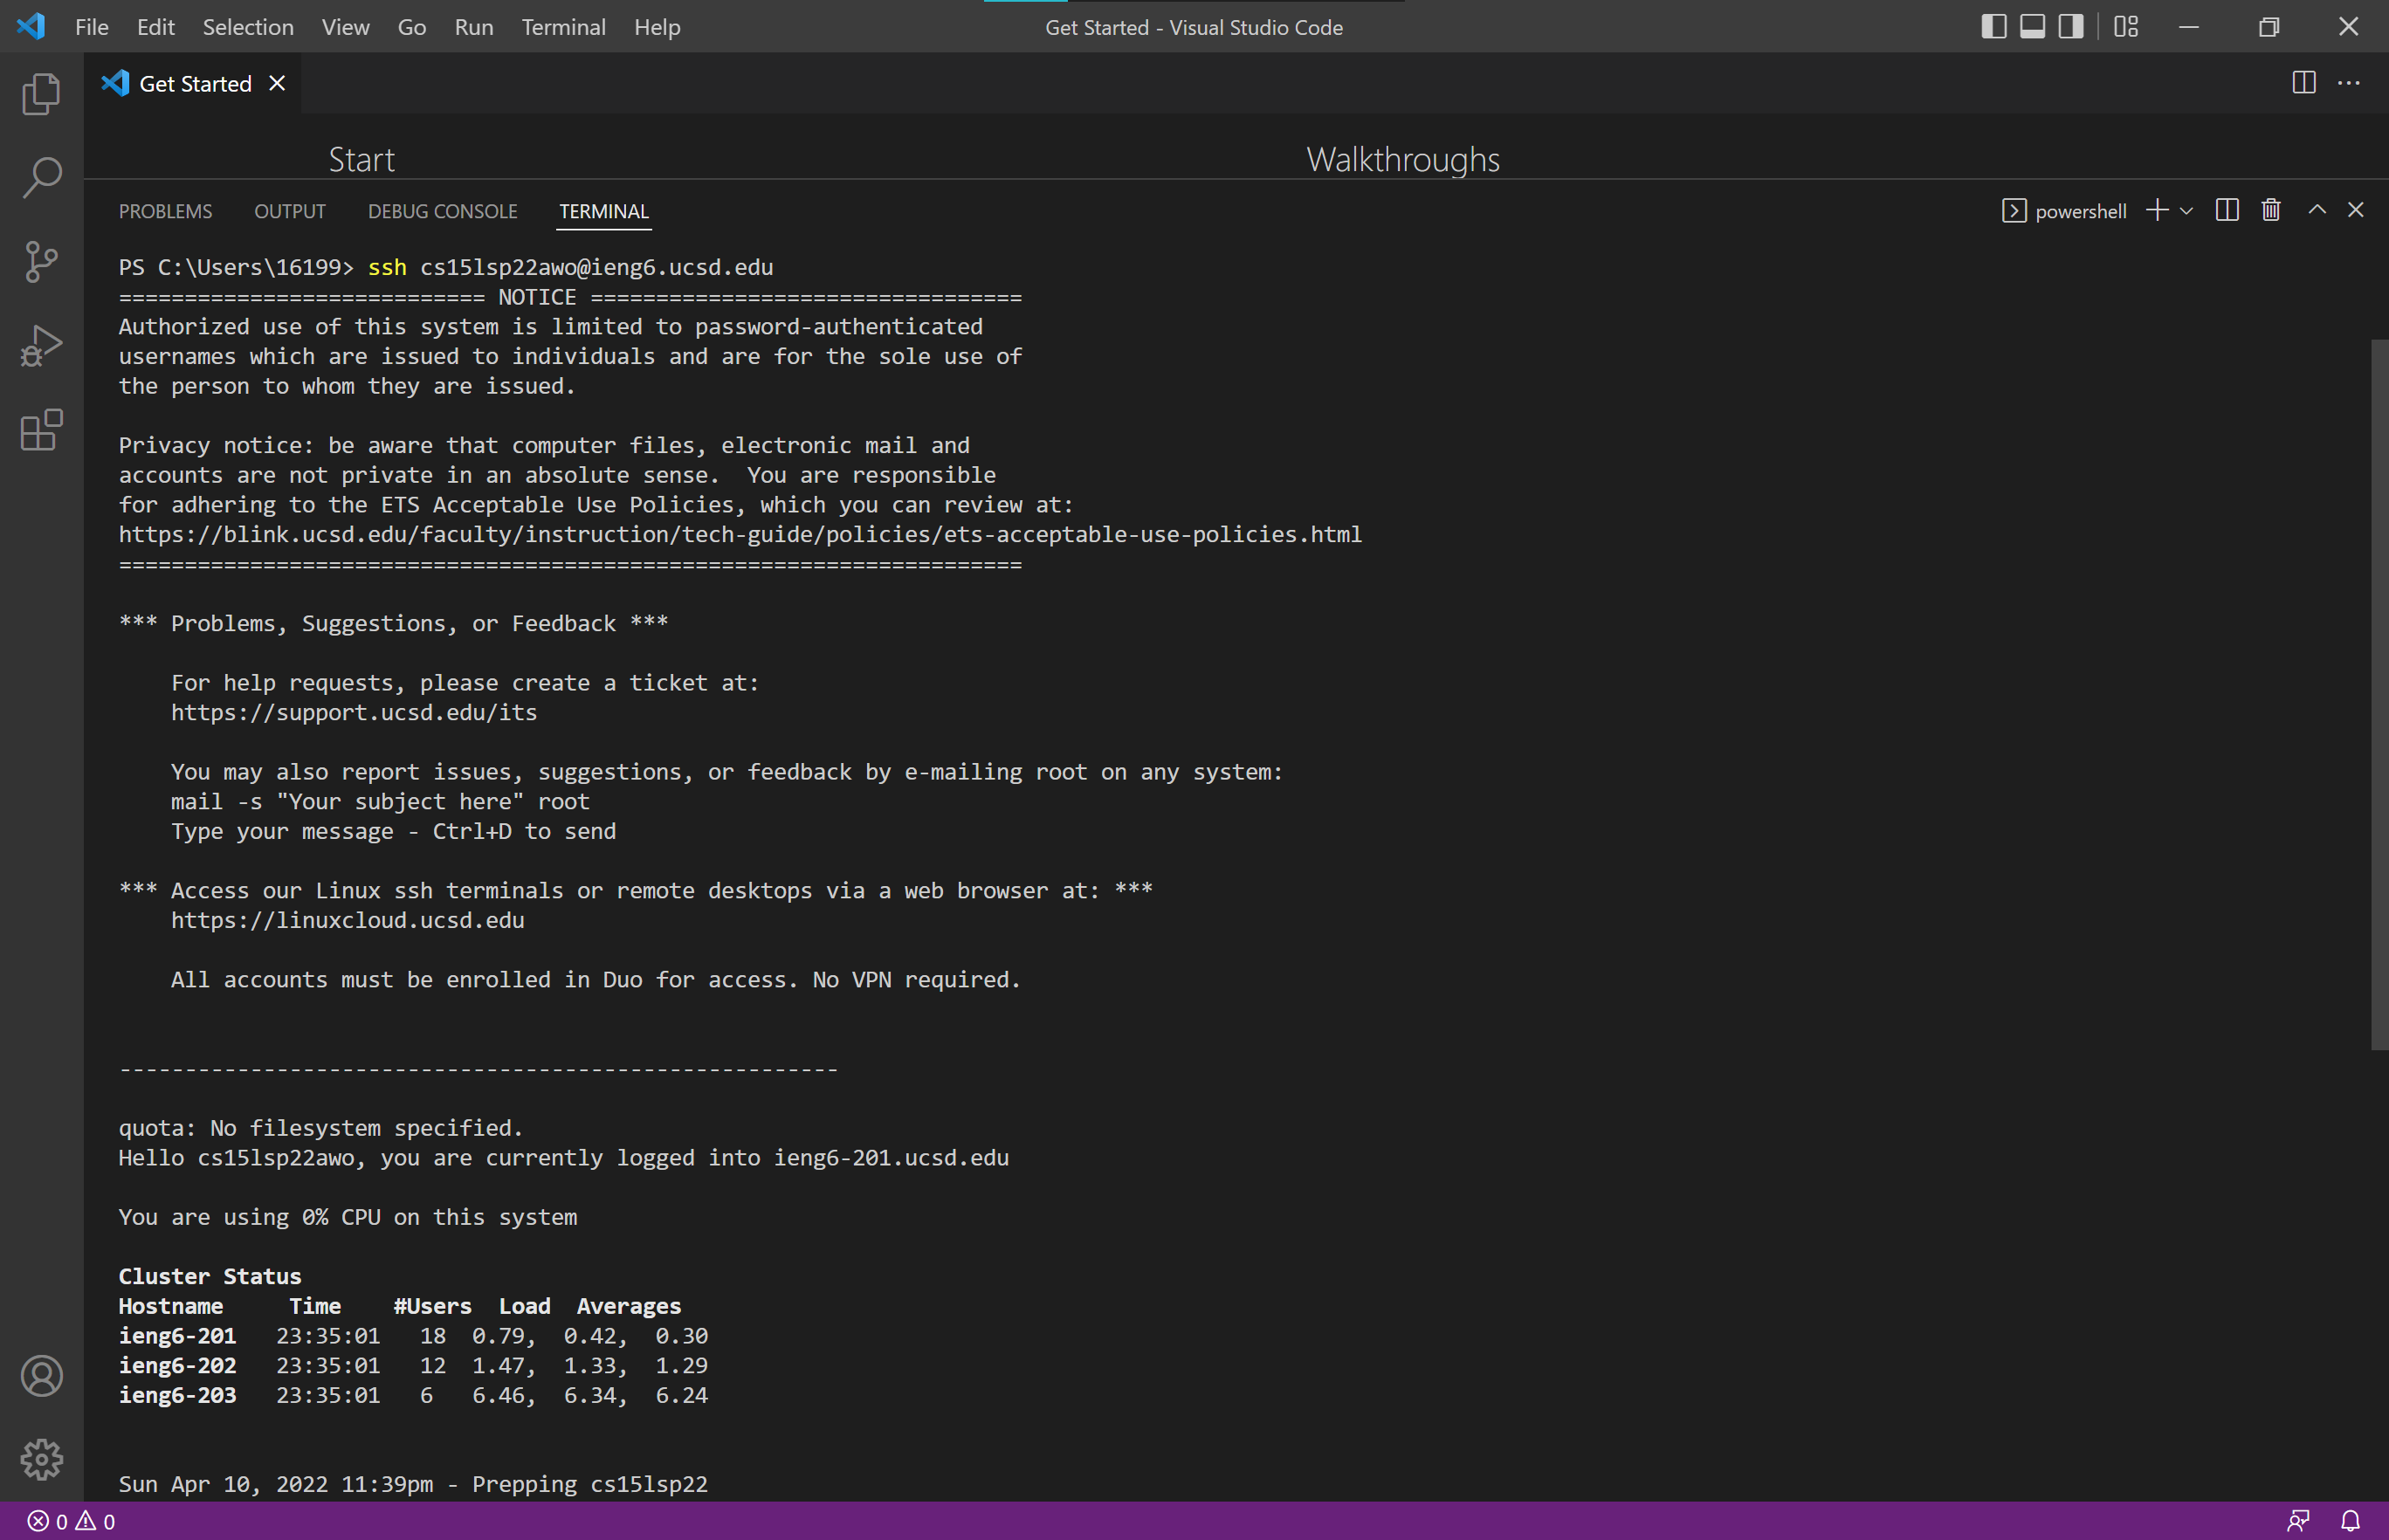 File Edit Selection View Go Run Terminal Help
Get Started - Visual Studio Code
Get Started
Start
Walkthroughs
PROBLEMS OUTPUT DEBUG CONSOLE TERMINAL
powershell
PS C:\Users\16199> ssh cs15lsp22awo@ieng6.ucsd.edu
============================ NOTICE =================================
Authorized use of this system is limited to password-authenticated
usernames which are issued to individuals and are for the sole use of
the person to whom they are issued.
Privacy notice: be aware that computer files, electronic mail and
accounts are not private in an absolute sense.  You are responsible
for adhering to the ETS Acceptable Use Policies, which you can review at:
https://blink.ucsd.edu/faculty/instruction/tech-guide/policies/ets-acceptable-use-policies.html
=====================================================================
*** Problems, Suggestions, or Feedback ***
For help requests, please create a ticket at:
https://support.ucsd.edu/its
You may also report issues, suggestions, or feedback by e-mailing root on any system:
mail -s "Your subject here" root
Type your message - Ctrl+D to send
*** Access our Linux ssh terminals or remote desktops via a web browser at: ***
https://linuxcloud.ucsd.edu
All accounts must be enrolled in Duo for access. No VPN required.
-------------------------------------------------------
quota: No filesystem specified.
Hello cs15lsp22awo, you are currently logged into ieng6-201.ucsd.edu
You are using 0% CPU on this system
Cluster Status
Hostname     Time    #Users  Load  Averages
ieng6-201   23:35:01   18  0.79,  0.42,  0.30
ieng6-202   23:35:01   12  1.47,  1.33,  1.29
ieng6-203   23:35:01   6   6.46,  6.34,  6.24
Sun Apr 10, 2022 11:39pm - Prepping cs15lsp22
0 0